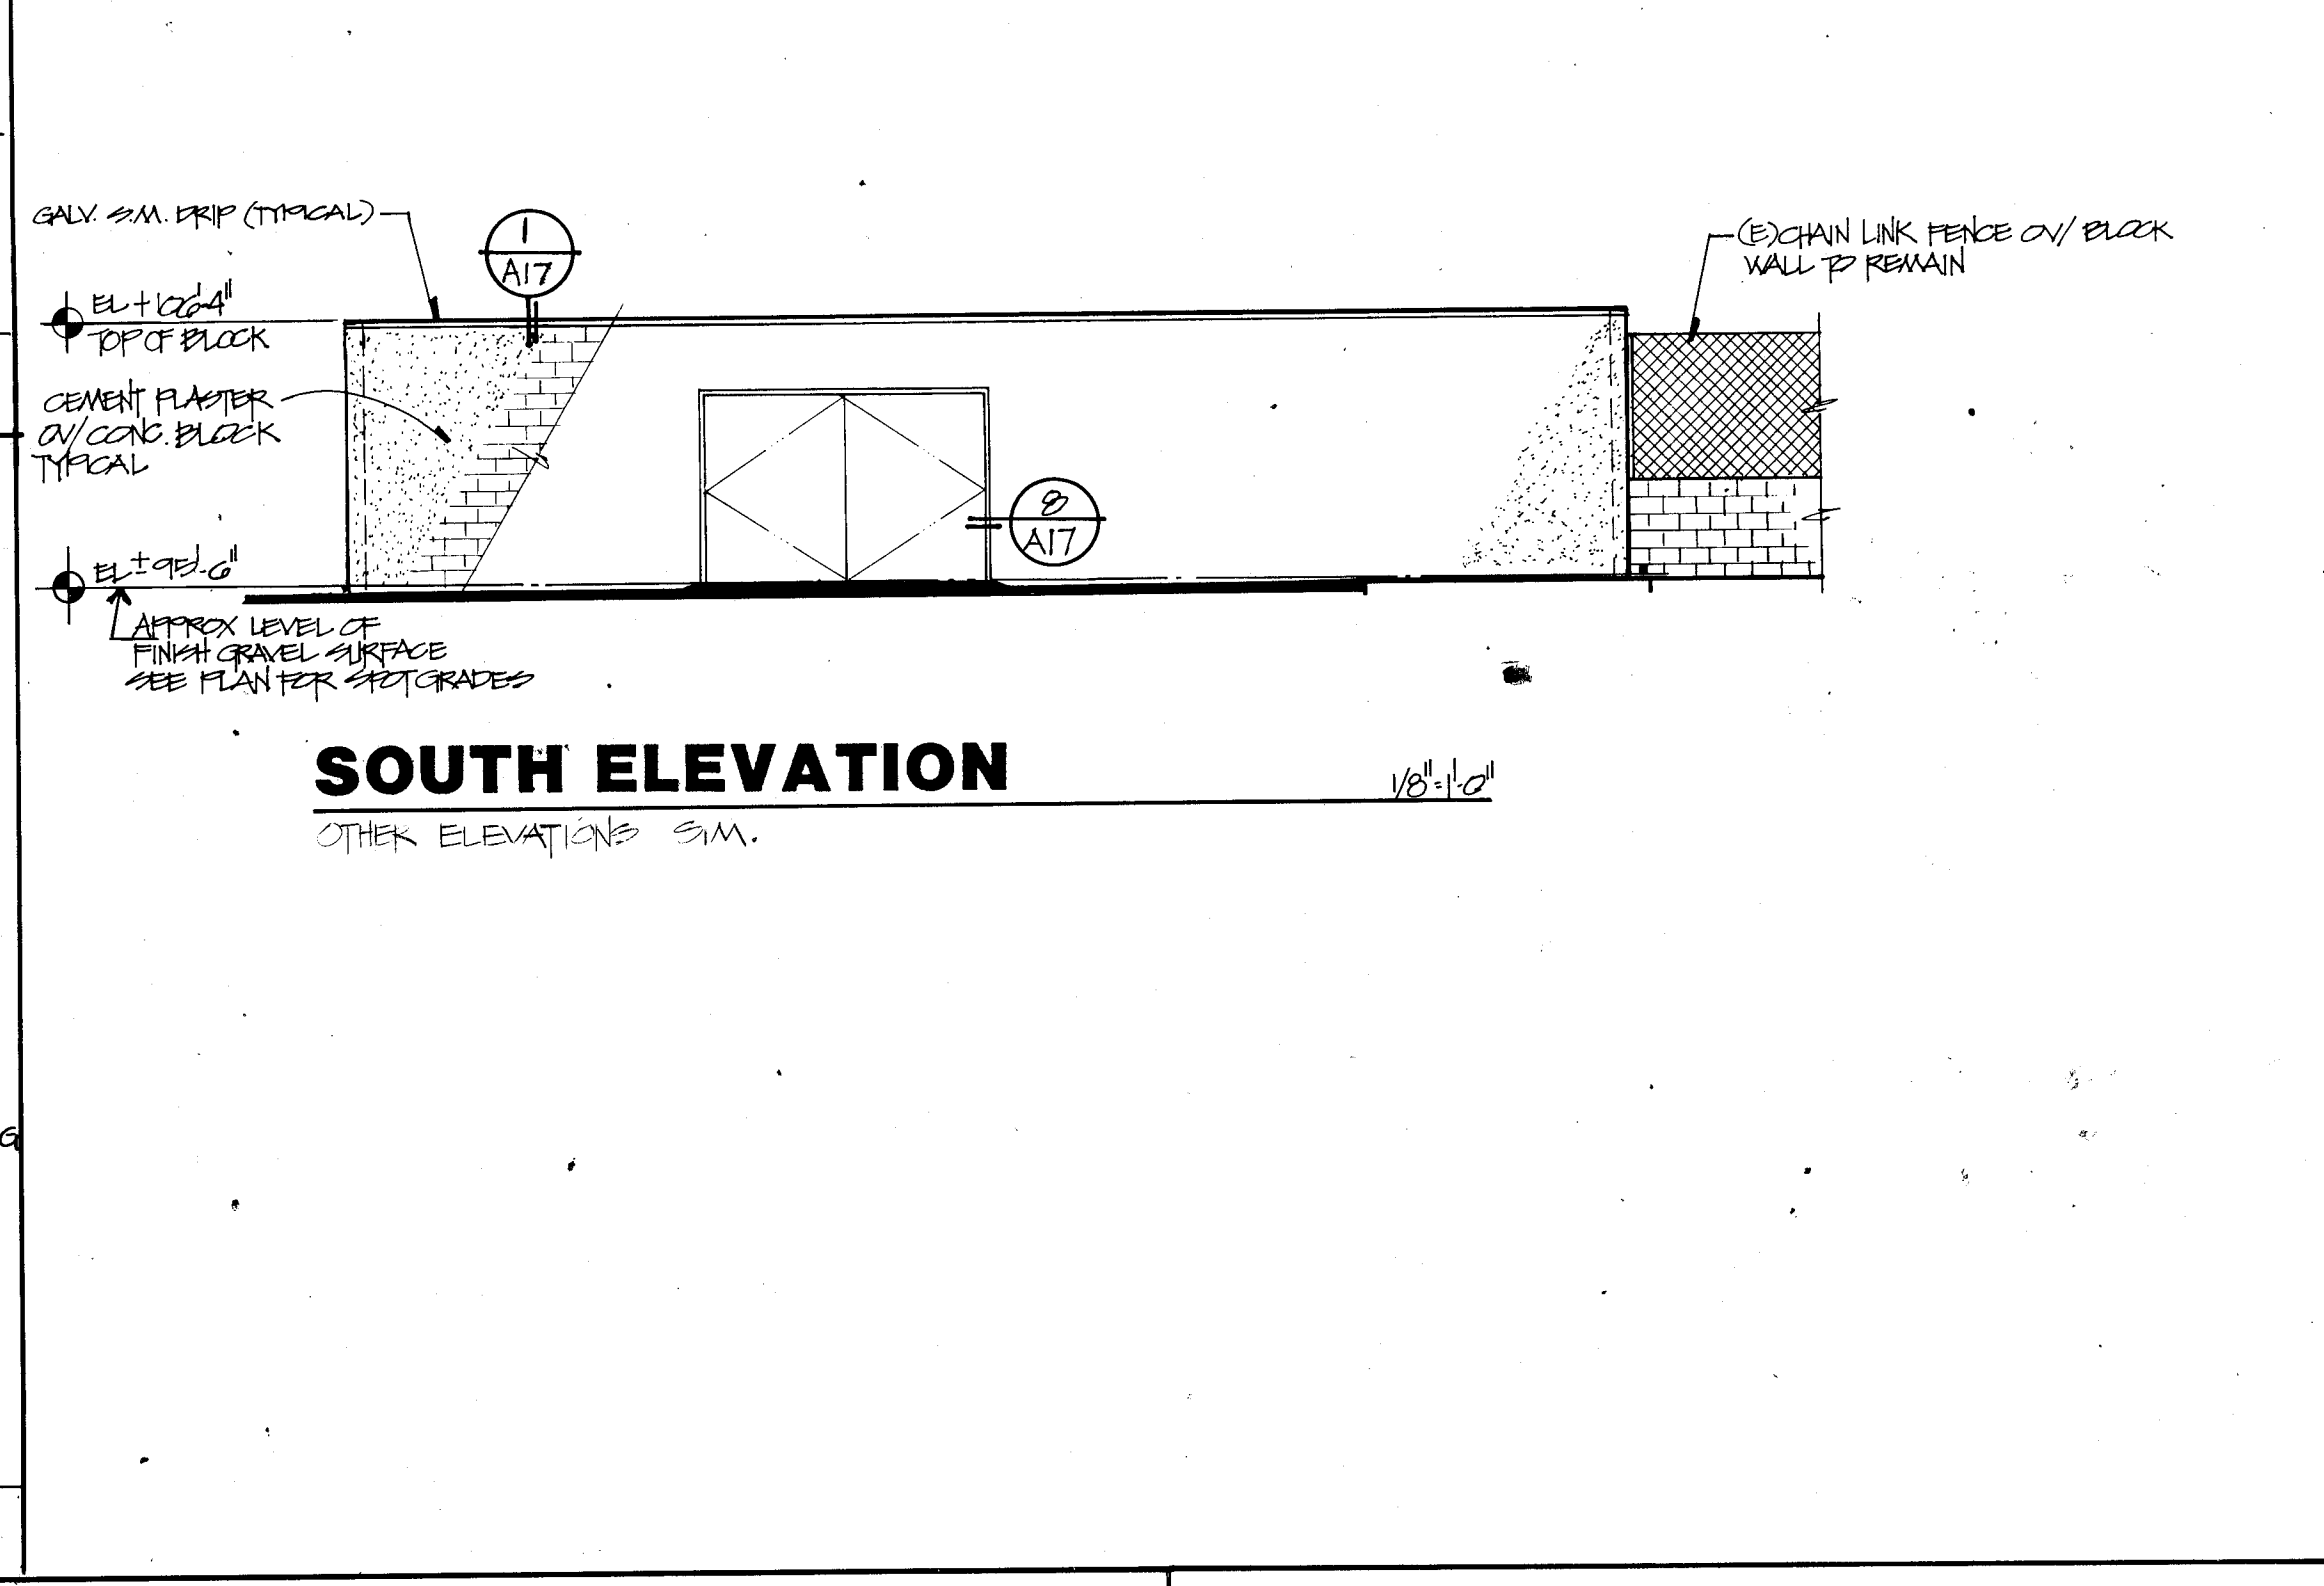 GALV. S.M. DRIP (TYPICAL)
1
A17
(E)CHAIN LINK FENCE OV/ BLOCK
WALL TO REMAIN
EL +106'-4"
TOP OF BLOCK
CEMENT PLASTER
OV/ CONC. BLOCK
TYPICAL
8
A17
EL ± 95'-6"
APPROX LEVEL OF
FINISH GRAVEL SURFACE
SEE PLAN FOR SPOT GRADES
SOUTH ELEVATION
1/8"=1'-0"
OTHER ELEVATIONS SIM.
G